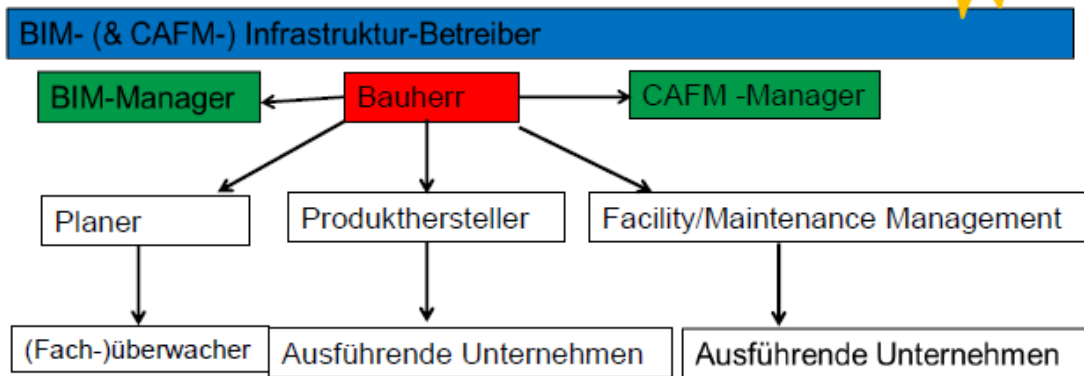 BIM- (& CAFM-) Infrastruktur-Betreiber
BIM-Manager
Bauherr
CAFM -Manager
Planer
Produkthersteller
Facility/Maintenance Management
(Fach-)überwacher
Ausführende Unternehmen
Ausführende Unternehmen